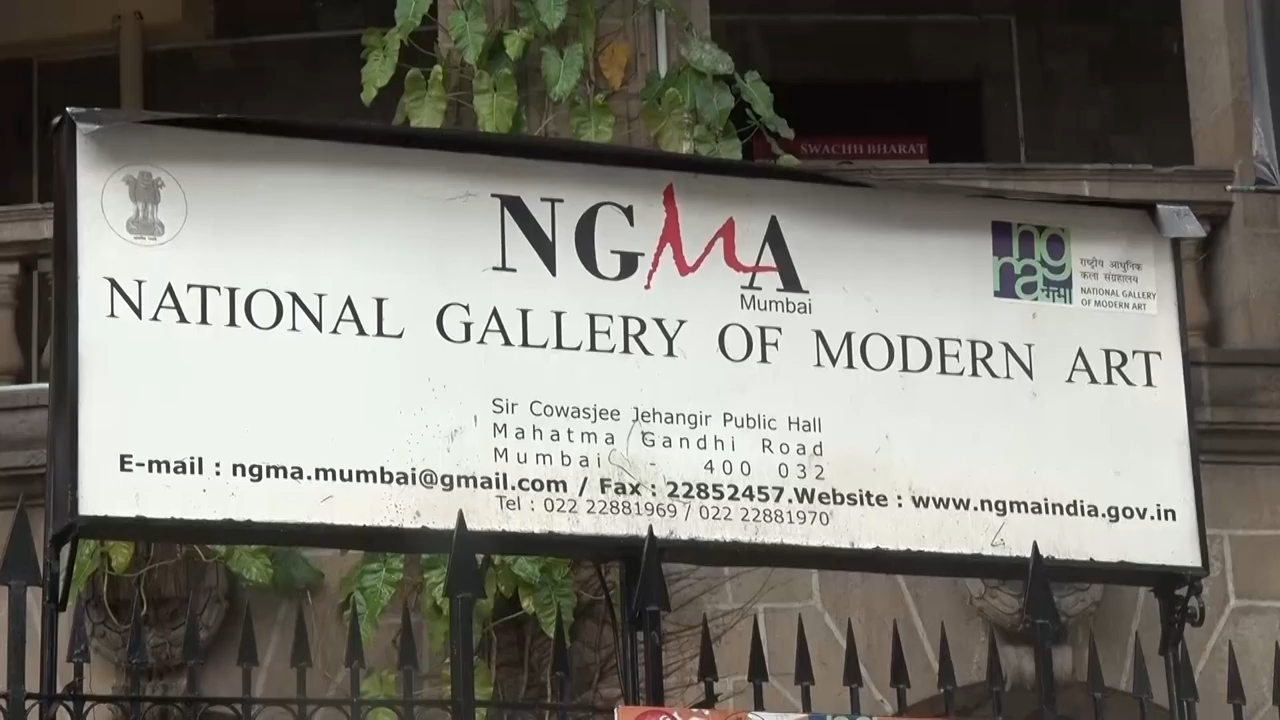 SWACHH BHARAT
NGMA
Mumbai
ng
ma
राष्ट्रीय आधुनिक
कला संग्रहालय
NATIONAL GALLERY
OF MODERN ART
NATIONAL GALLERY OF MODERN ART
Sir Cowasjee Jehangir Public Hall
Mahatma Gandhi Road
Mumbai - 400 032
E-mail : ngma.mumbai@gmail.com / Fax : 22852457.Website : www.ngmaindia.gov.in
Tel : 022 22881969 / 022 22881970